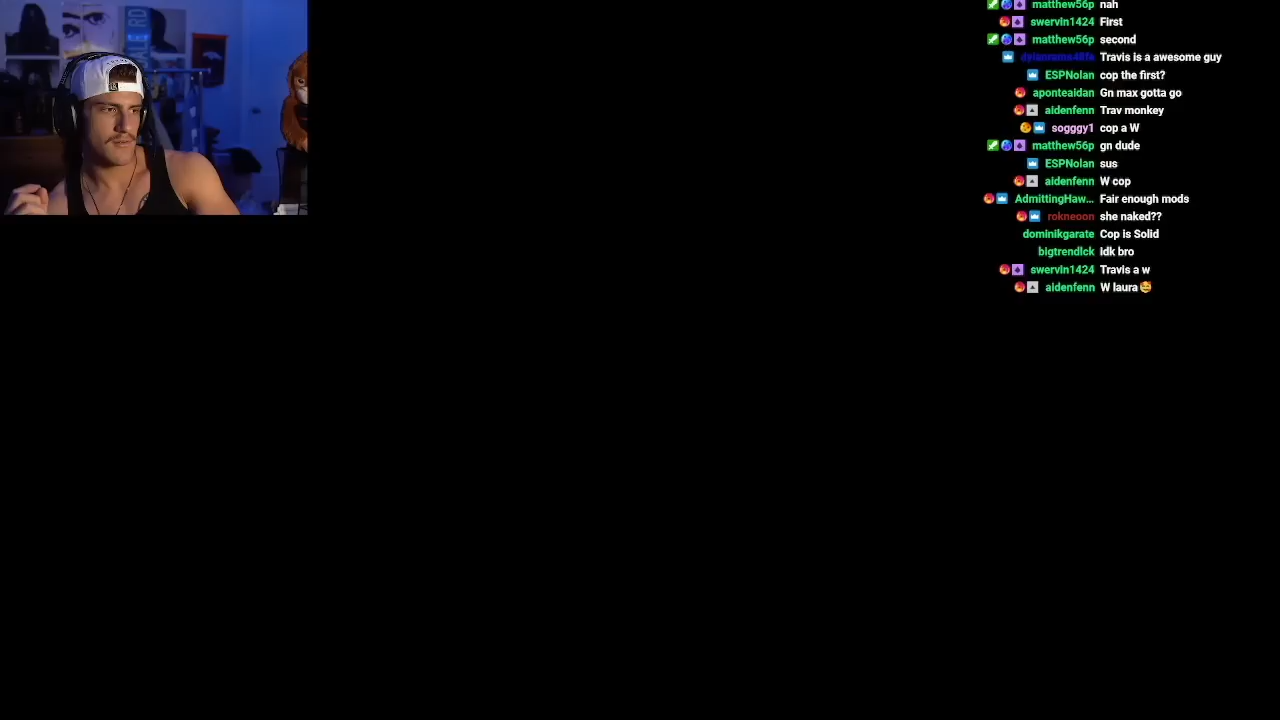 matthew56p nah
swervin1424 First
matthew56p second
Travis is a awesome guy
ESPNolan cop the first?
aponteaidan Gn max gotta go
aidenfenn Trav monkey
sogggy1 cop a W
matthew56p gn dude
ESPNolan sus
aidenfenn W cop
AdmittingHaw... Fair enough mods
rokneoon she naked??
dominikgarate Cop is Solid
bigtrendlck idk bro
swervin1424 Travis a w
aidenfenn W laura🥰